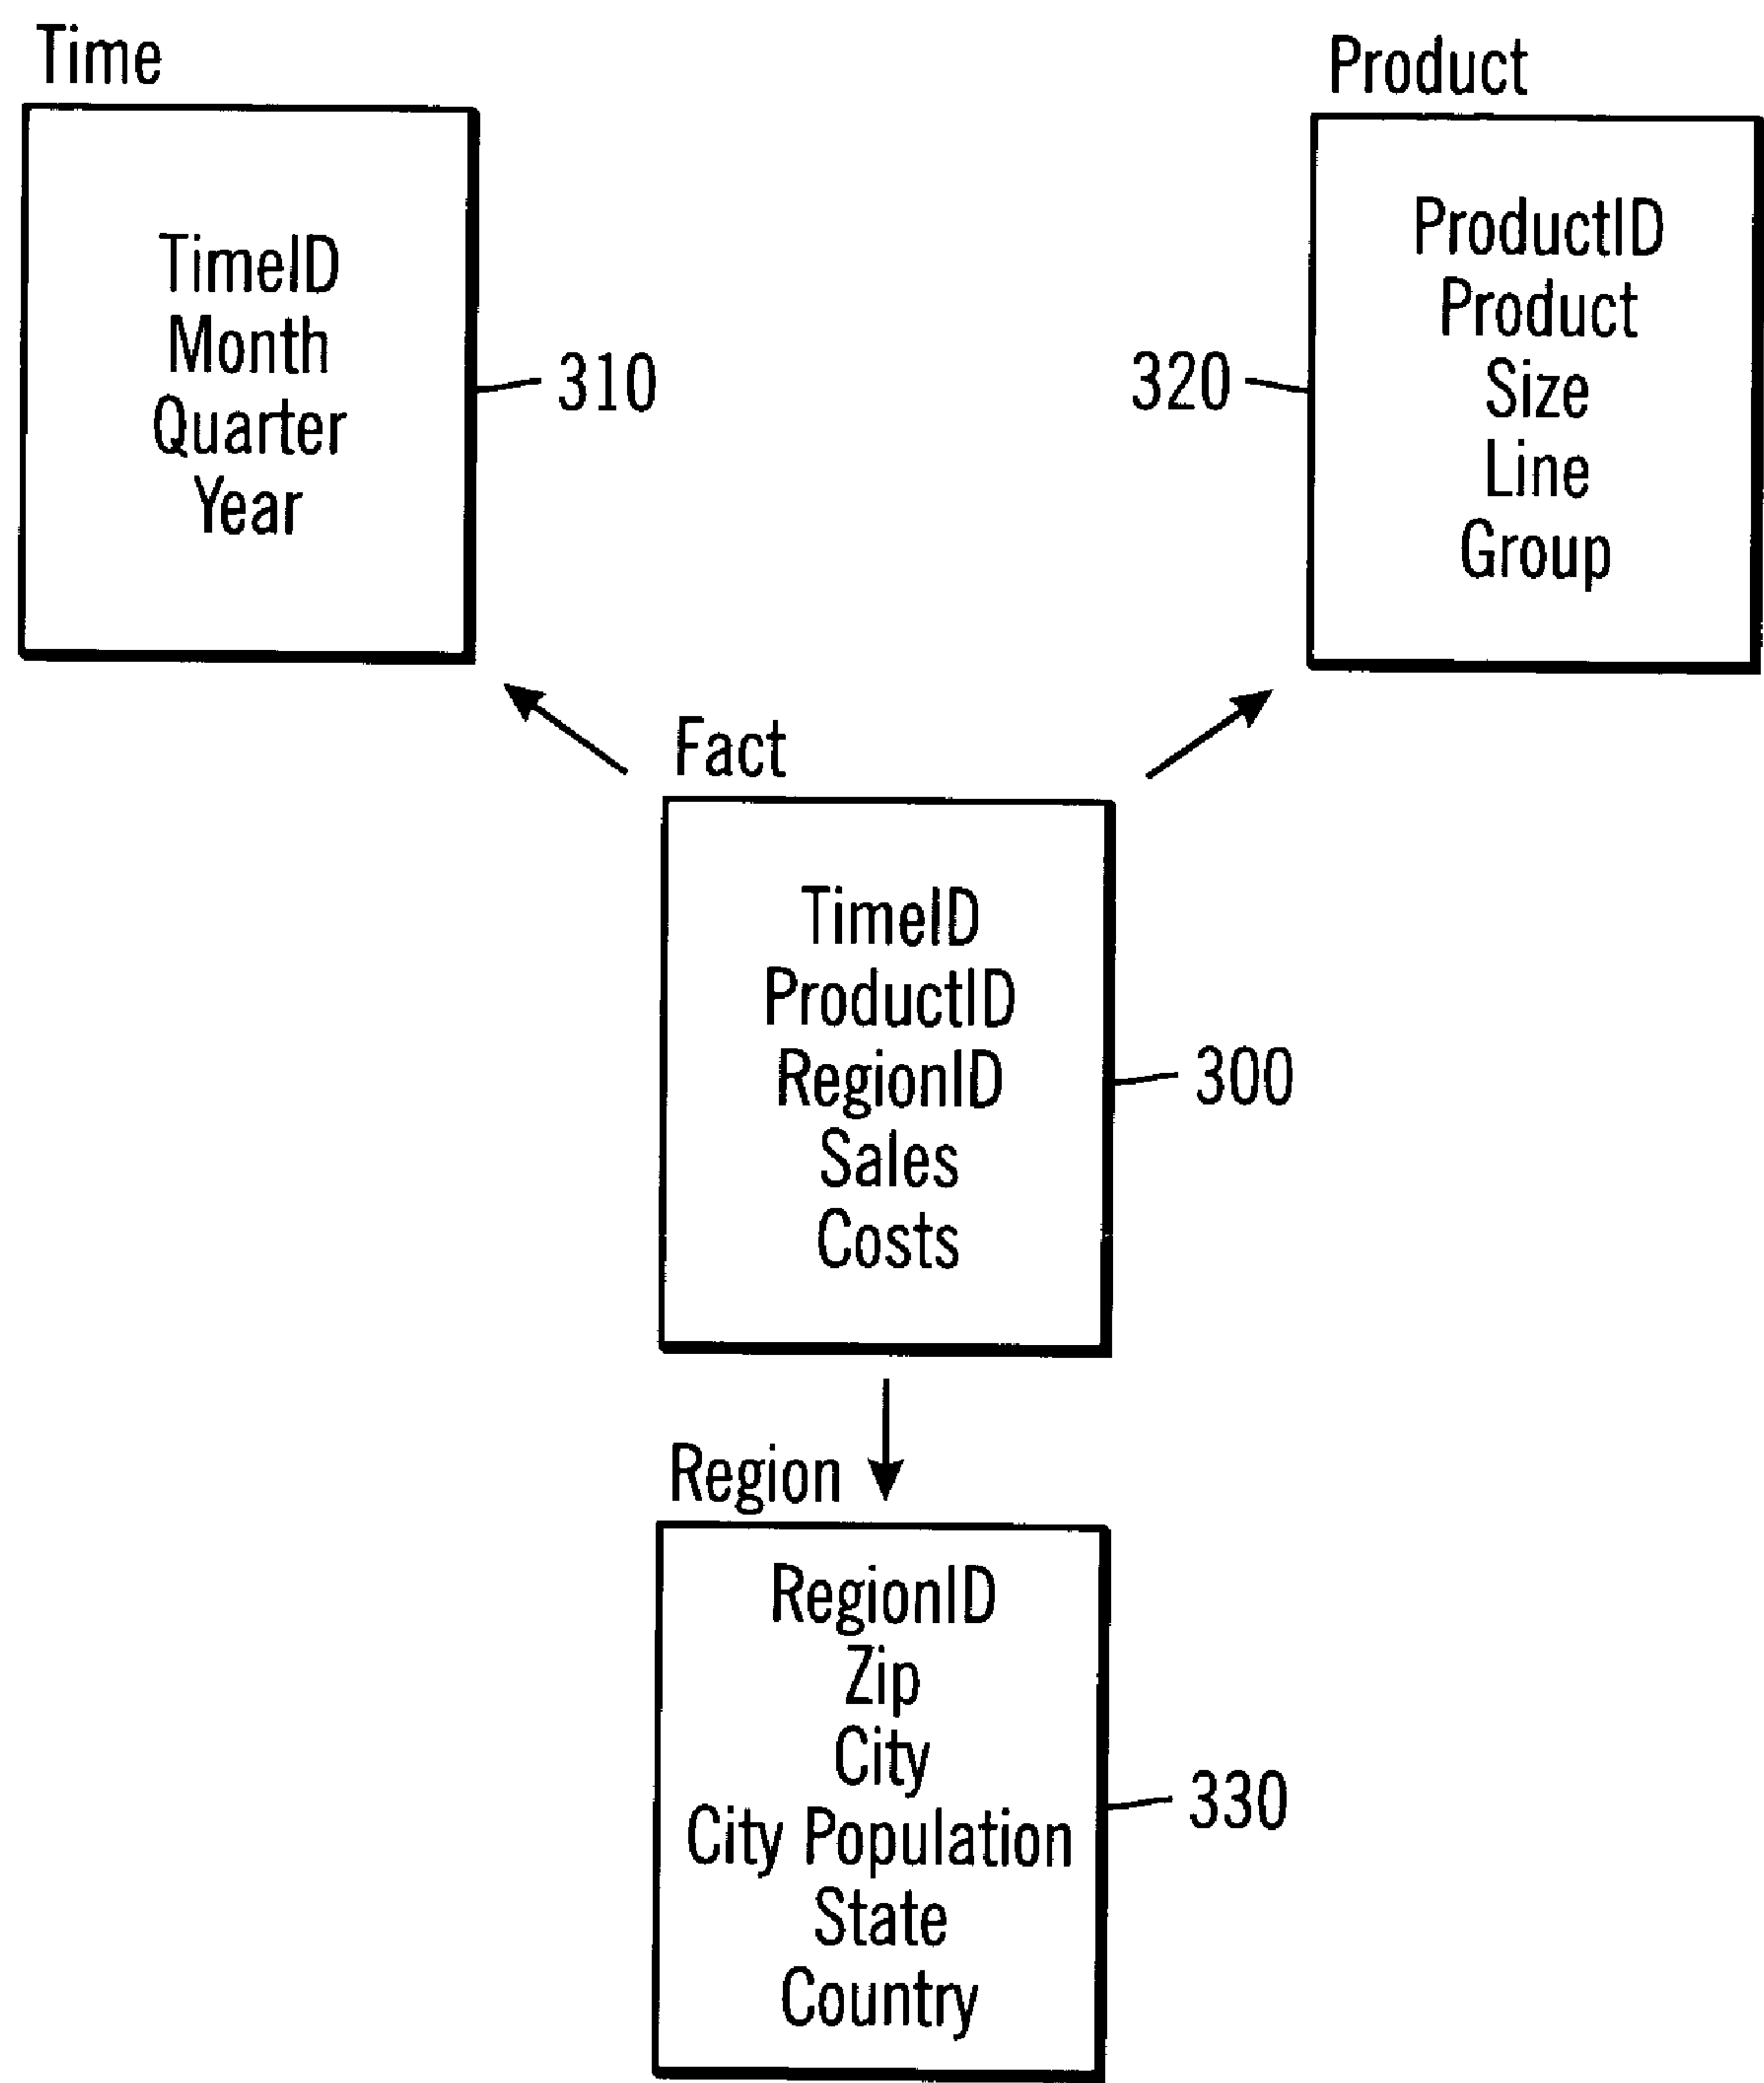 Time
TimeID
Month
Quarter
Year
310
Product
ProductID
Product
Size
Line
Group
320
Fact
TimeID
ProductID
RegionID
Sales
Costs
300
Region
RegionID
Zip
City
City Population
State
Country
330